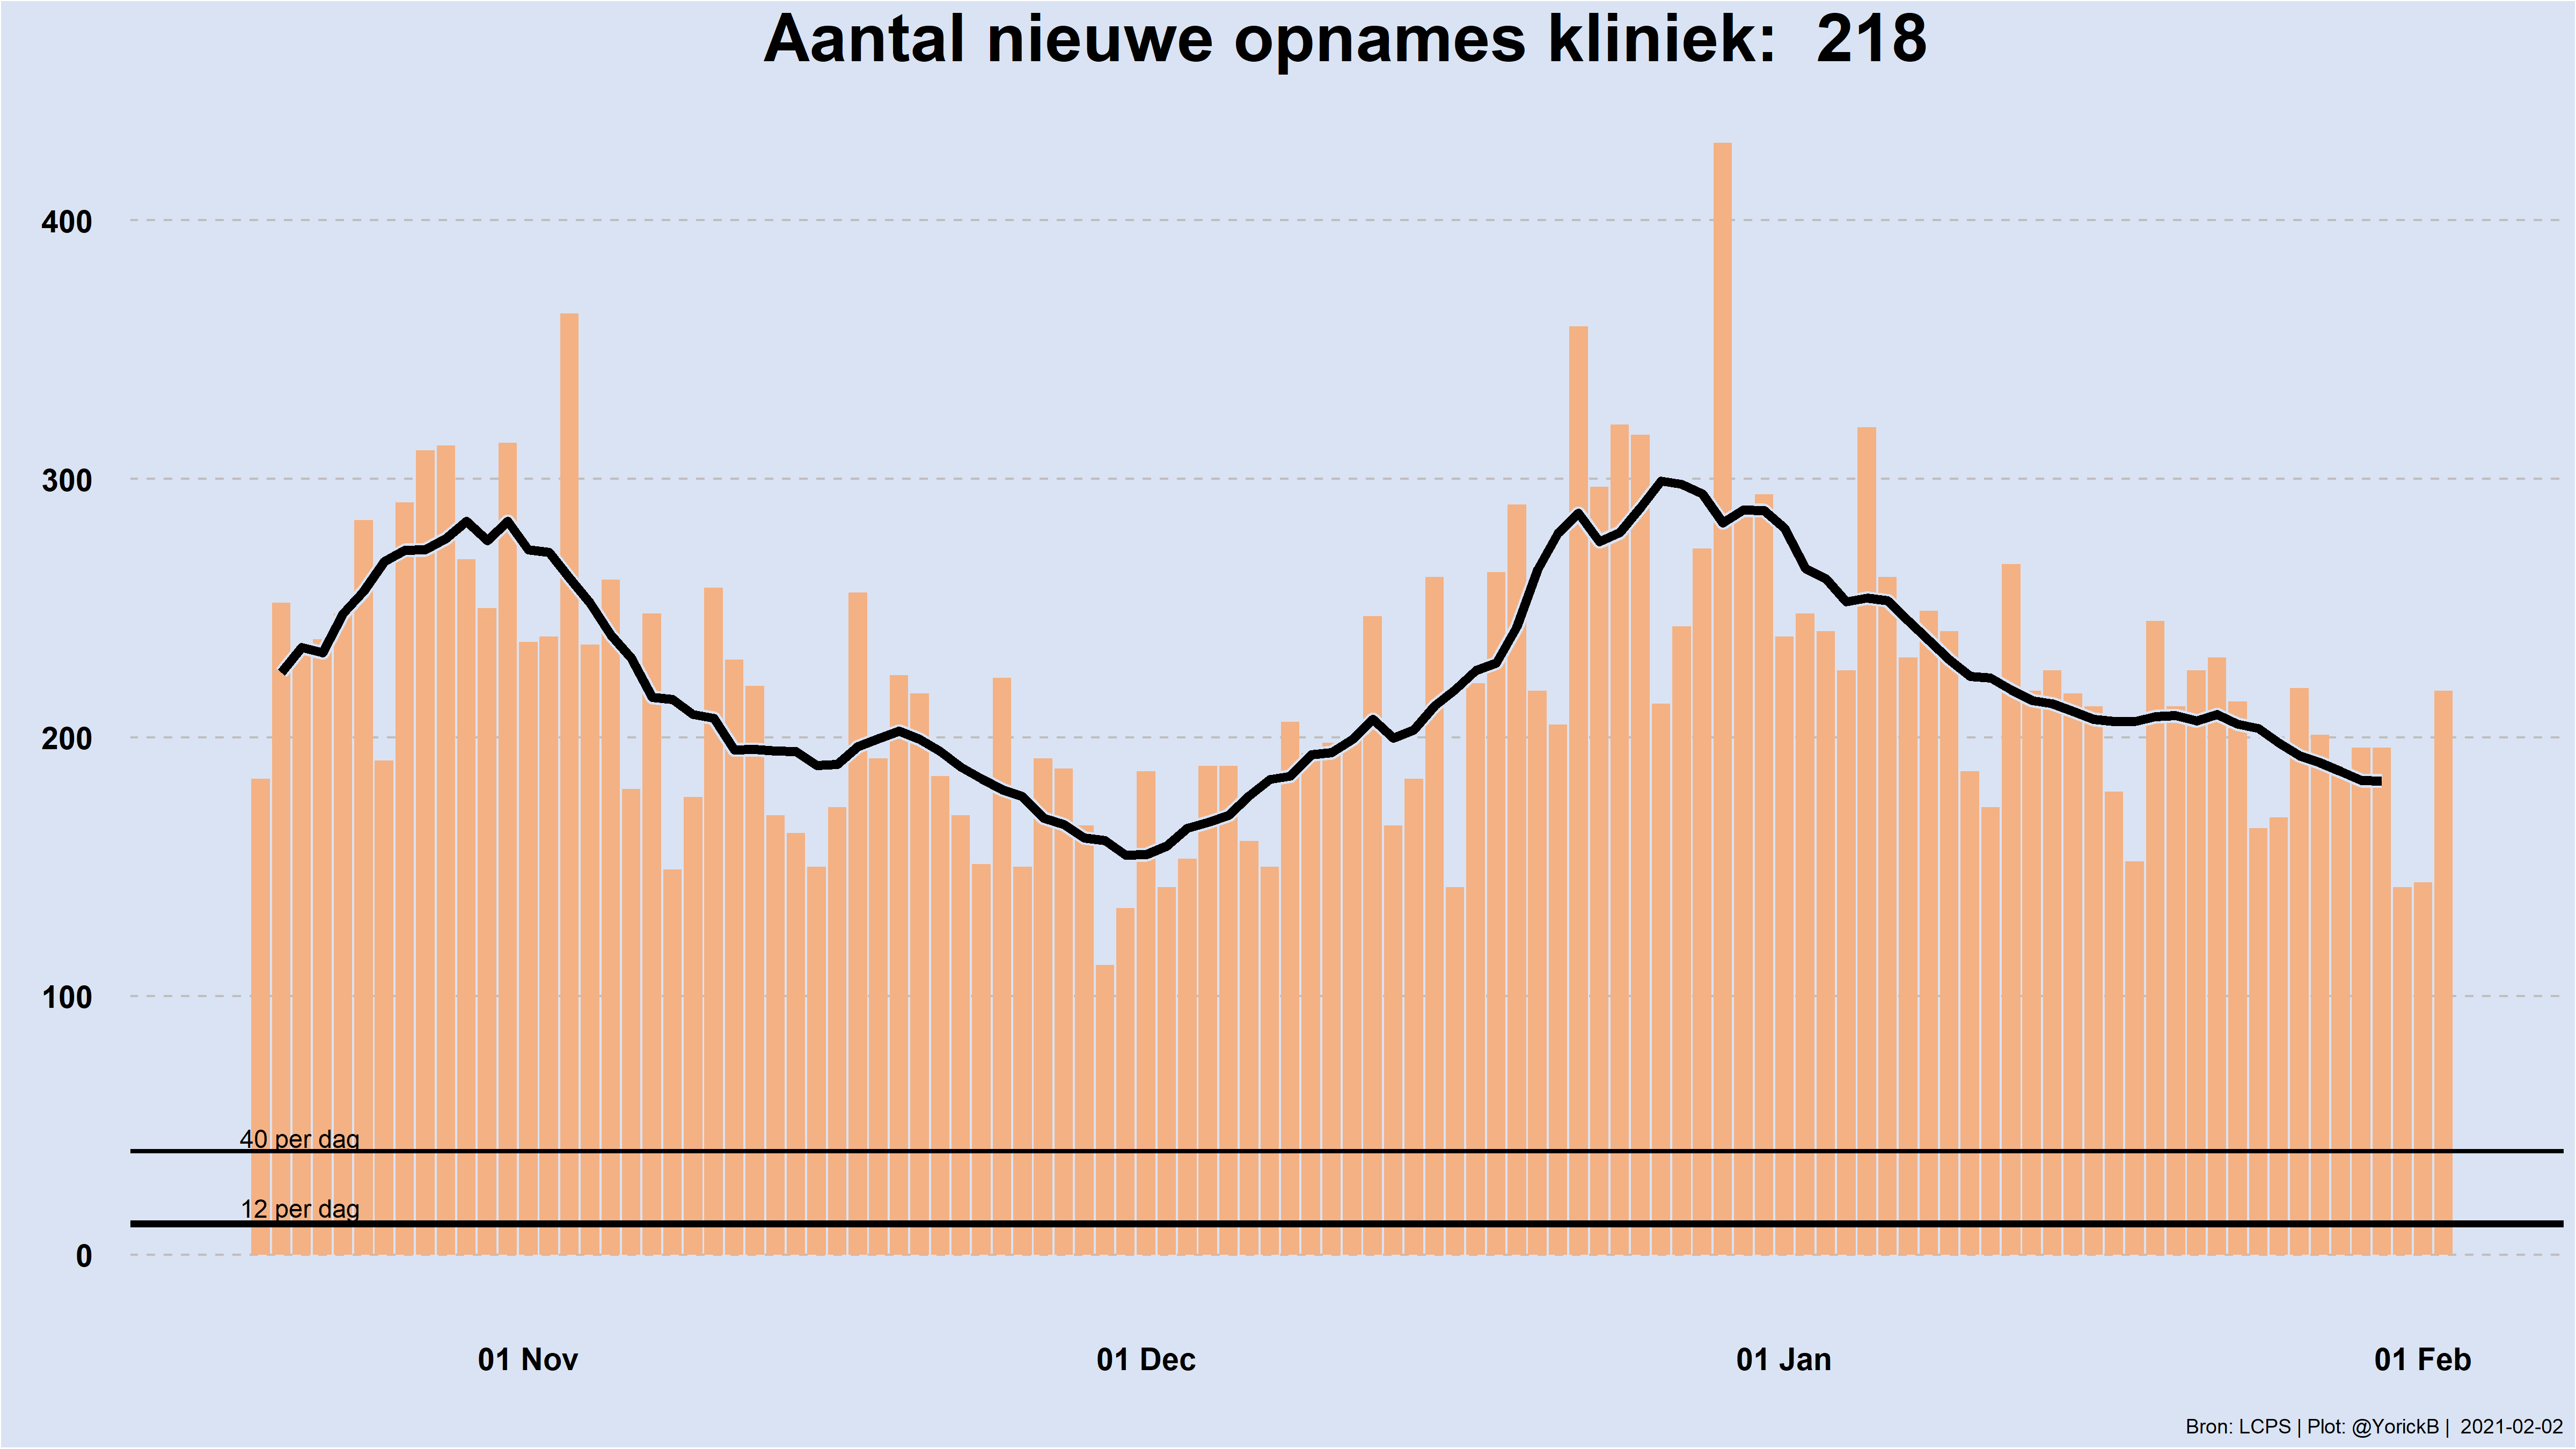 Aantal nieuwe opnames kliniek:  218
400
300
200
100
40 per dag
12 per dag
0
01 Nov
01 Dec
01 Jan
01 Feb
Bron: LCPS | Plot: @YorickB |  2021-02-02